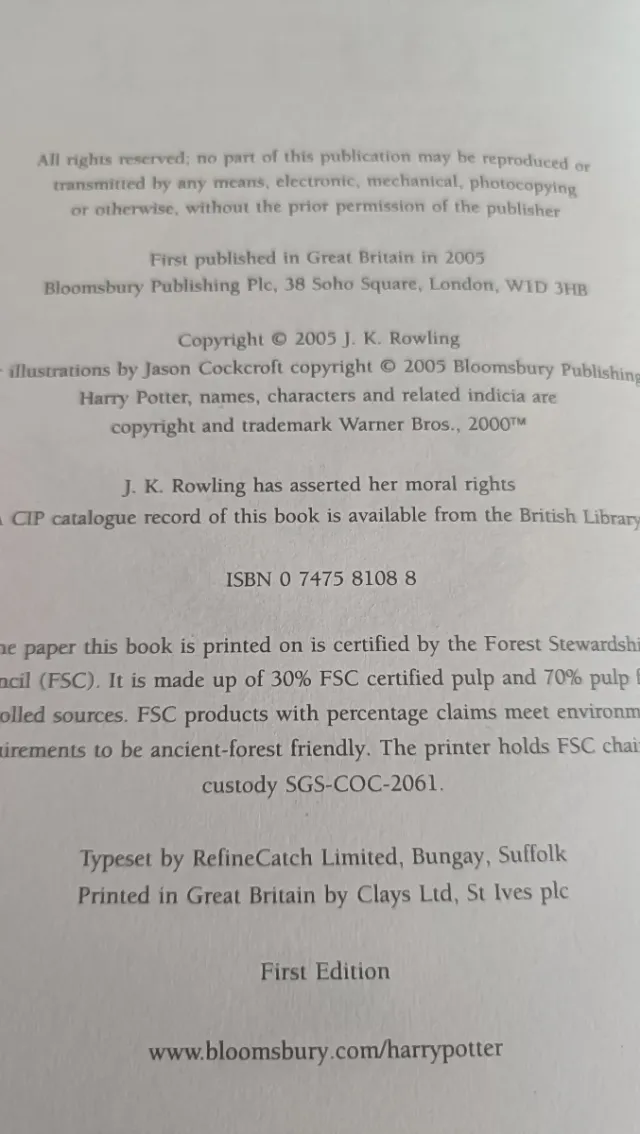 All rights reserved; no part of this publication may be reproduced or
transmitted by any means, electronic, mechanical, photocopying
or otherwise, without the prior permission of the publisher
First published in Great Britain in 2005
Bloomsbury Publishing Plc, 38 Soho Square, London, W1D 3HB
Copyright © 2005 J. K. Rowling
illustrations by Jason Cockcroft copyright © 2005 Bloomsbury Publishing
Harry Potter, names, characters and related indicia are
copyright and trademark Warner Bros., 2000™
J. K. Rowling has asserted her moral rights
CIP catalogue record of this book is available from the British Library
ISBN 0 7475 8108 8
paper this book is printed on is certified by the Forest
(FSC). It is made up of 30% FSC certified pulp and 70% pulp
sources. FSC products with percentage claims meet
to be ancient-forest friendly. The printer holds FSC
custody SGS-COC-2061.
Typeset by RefineCatch Limited, Bungay, Suffolk
Printed in Great Britain by Clays Ltd, St Ives plc
First Edition
www.bloomsbury.com/harrypotter